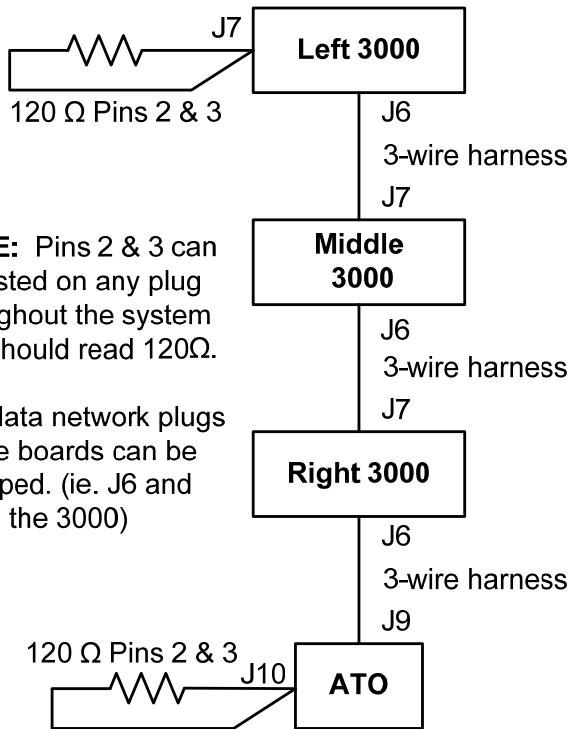 J7
Left 3000
120 Ω Pins 2 & 3
J6
3-wire harness
J7
E: Pins 2 & 3 can
sted on any plug
ghout the system
hould read 120Ω.
Middle
3000
J6
3-wire harness
J7
data network plugs
e boards can be
ped. (ie. J6 and
the 3000)
Right 3000
J6
3-wire harness
J9
120 Ω Pins 2 & 3
J10
ATO